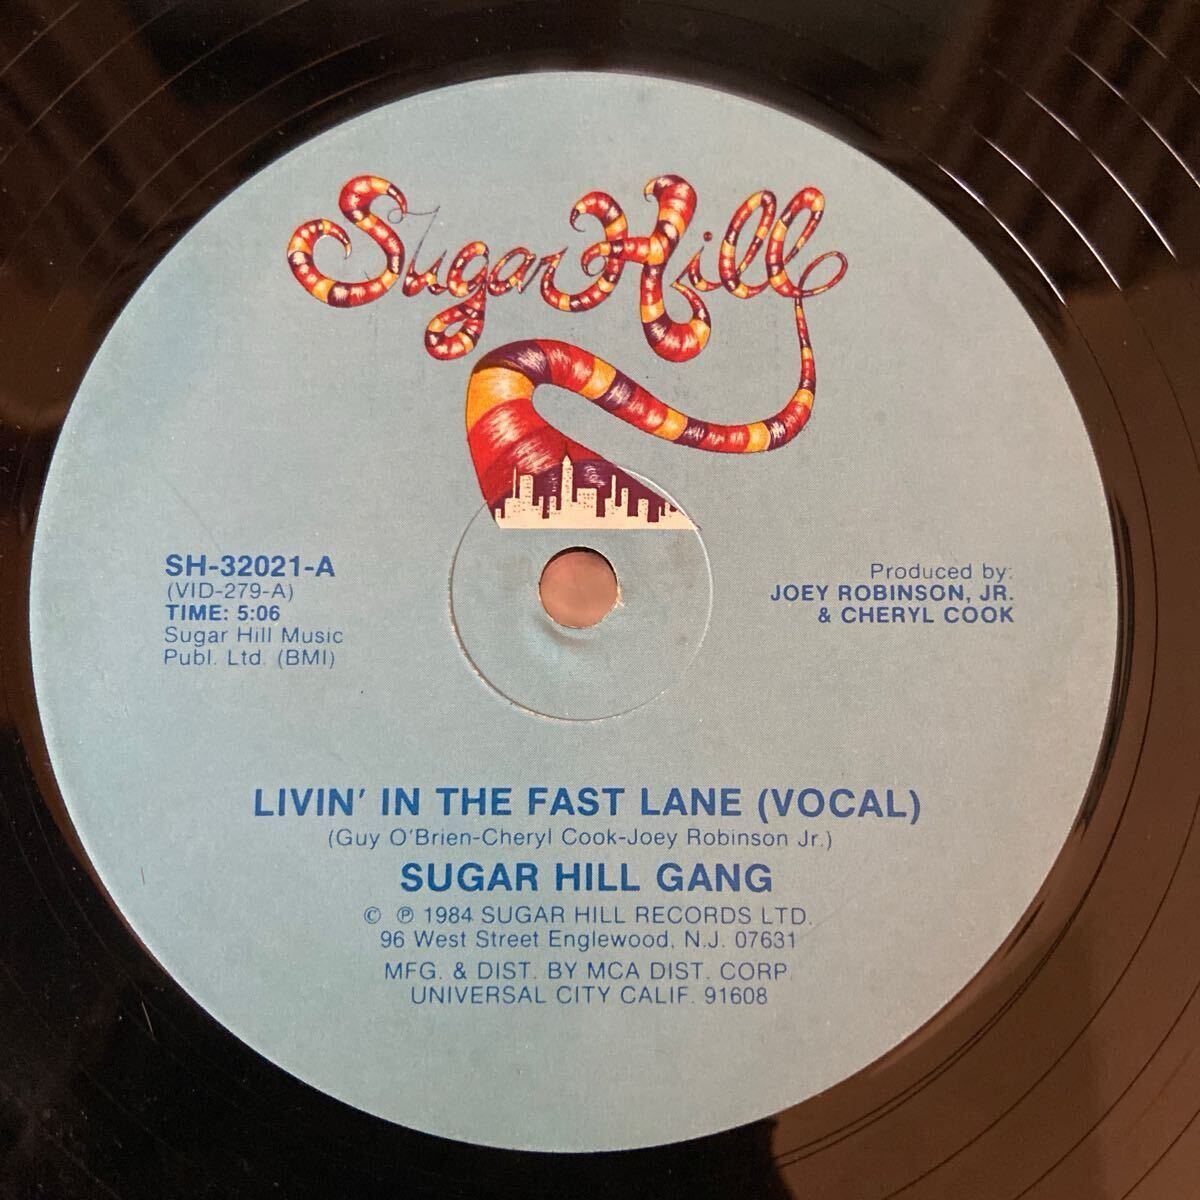 Sugar Hill
SH-32021-A
(VID-279-A)
TIME: 5:06
Sugar Hill Music
Publ. Ltd. (BMI)
Produced by:
JOEY ROBINSON, JR.
& CHERYL COOK
LIVIN' IN THE FAST LANE (VOCAL)
(Guy O'Brien-Cheryl Cook-Joey Robinson Jr.)
SUGAR HILL GANG
© ℗ 1984 SUGAR HILL RECORDS LTD.
96 West Street Englewood, N.J. 07631
MFG. & DIST. BY MCA DIST. CORP.
UNIVERSAL CITY CALIF. 91608